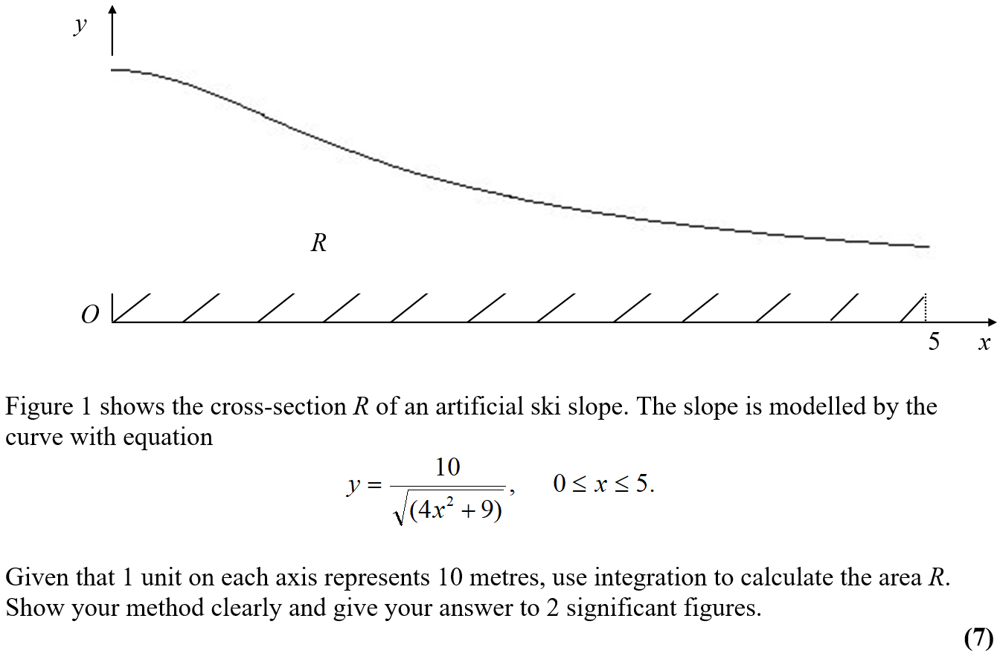 y
R
O
5 x
Figure 1 shows the cross-section R of an artificial ski slope. The slope is modelled by the
curve with equation
y = 10 / √(4x² + 9), 0 ≤ x ≤ 5.
Given that 1 unit on each axis represents 10 metres, use integration to calculate the area R.
Show your method clearly and give your answer to 2 significant figures.
(7)